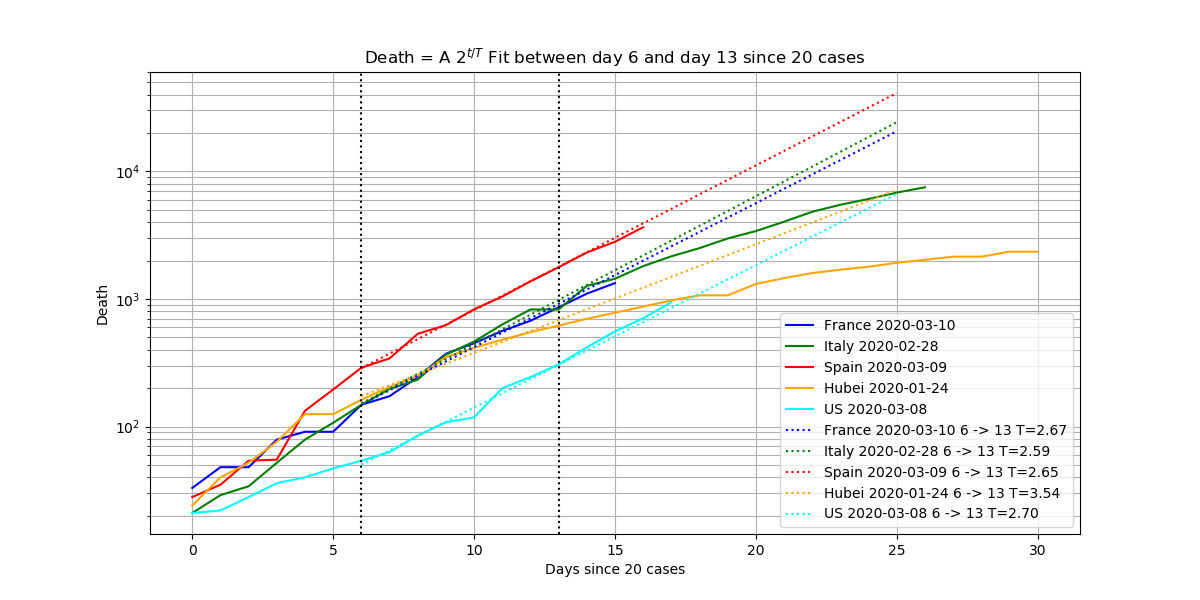 Death = A 2^{t/T} Fit between day 6 and day 13 since 20 cases
Death
10^4
10^3
10^2
0 5 10 15 20 25 30
Days since 20 cases
France 2020-03-10
Italy 2020-02-28
Spain 2020-03-09
Hubei 2020-01-24
US 2020-03-08
France 2020-03-10 6 -> 13 T=2.67
Italy 2020-02-28 6 -> 13 T=2.59
Spain 2020-03-09 6 -> 13 T=2.65
Hubei 2020-01-24 6 -> 13 T=3.54
US 2020-03-08 6 -> 13 T=2.70